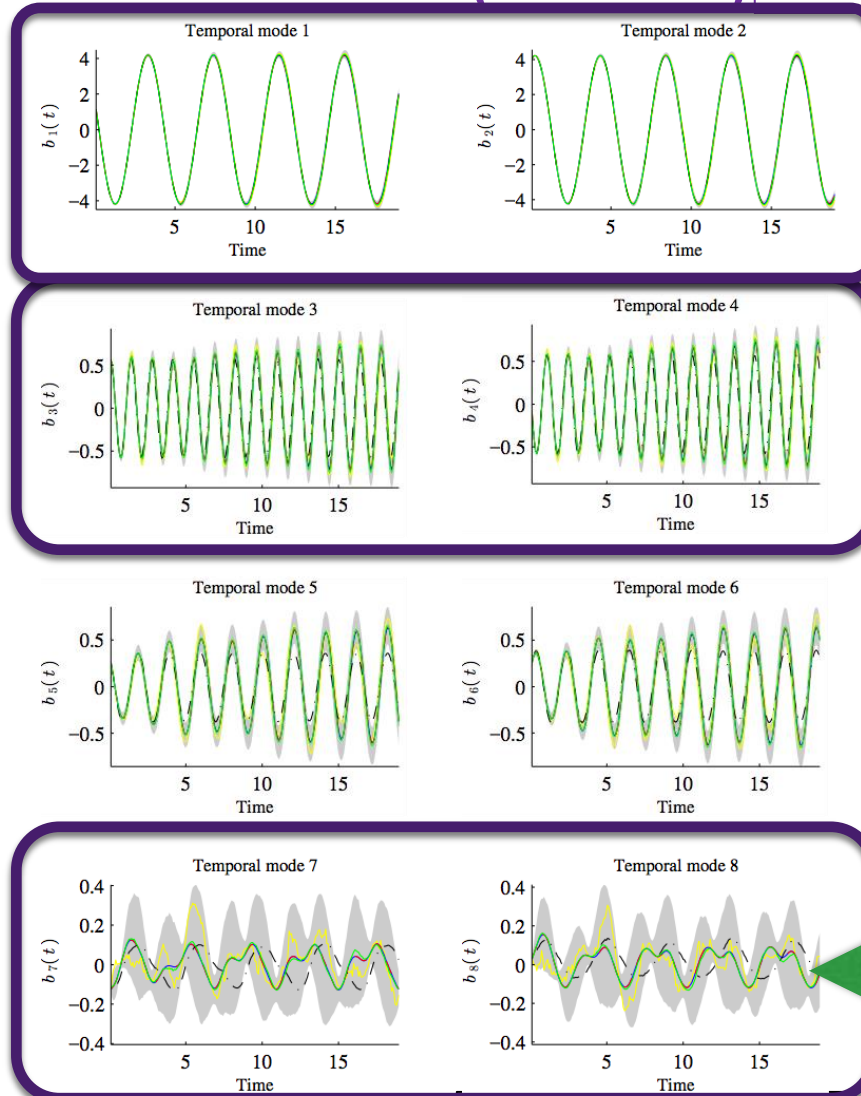 Temporal mode 1
Temporal mode 2
b₁(t)
4
2
0
−2
−4
5
10
15
Time
b₂(t)
4
2
0
−2
−4
5
10
15
Time
Temporal mode 3
Temporal mode 4
b₃(t)
0.5
0
−0.5
5
10
15
Time
b₄(t)
0.5
0
−0.5
5
10
15
Time
Temporal mode 5
Temporal mode 6
b₅(t)
0.5
0
−0.5
5
10
15
Time
b₆(t)
0.5
0
−0.5
5
10
15
Time
Temporal mode 7
Temporal mode 8
b₇(t)
0.4
0.2
0
−0.2
−0.4
5
10
15
Time
b₈(t)
0.4
0.2
0
−0.2
−0.4
5
10
15
Time